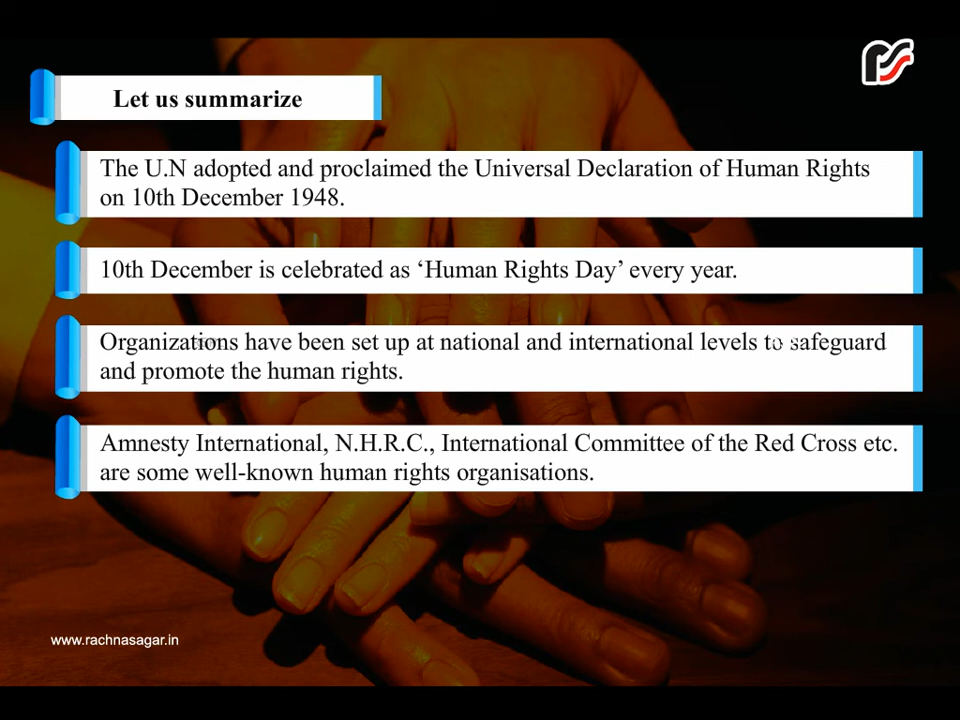 Let us summarize
The U.N adopted and proclaimed the Universal Declaration of Human Rights
on 10th December 1948.
10th December is celebrated as ‘Human Rights Day’ every year.
Organizations have been set up at national and international levels to safeguard
and promote the human rights.
Amnesty International, N.H.R.C., International Committee of the Red Cross etc.
are some well-known human rights organisations.
www.rachnasagar.in